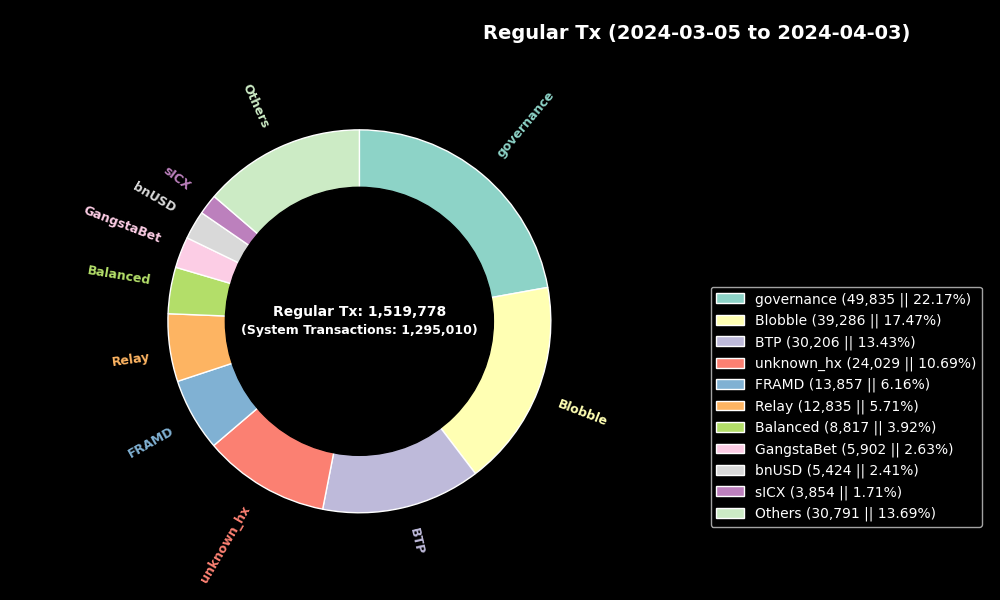 Regular Tx (2024-03-05 to 2024-04-03)
Others
governance
sICX
bnUSD
GangstaBet
Balanced
Relay
FRAMD
unknown_hx
BTP
Blobble
Regular Tx: 1,519,778
(System Transactions: 1,295,010)
governance (49,835 || 22.17%)
Blobble (39,286 || 17.47%)
BTP (30,206 || 13.43%)
unknown_hx (24,029 || 10.69%)
FRAMD (13,857 || 6.16%)
Relay (12,835 || 5.71%)
Balanced (8,817 || 3.92%)
GangstaBet (5,902 || 2.63%)
bnUSD (5,424 || 2.41%)
sICX (3,854 || 1.71%)
Others (30,791 || 13.69%)